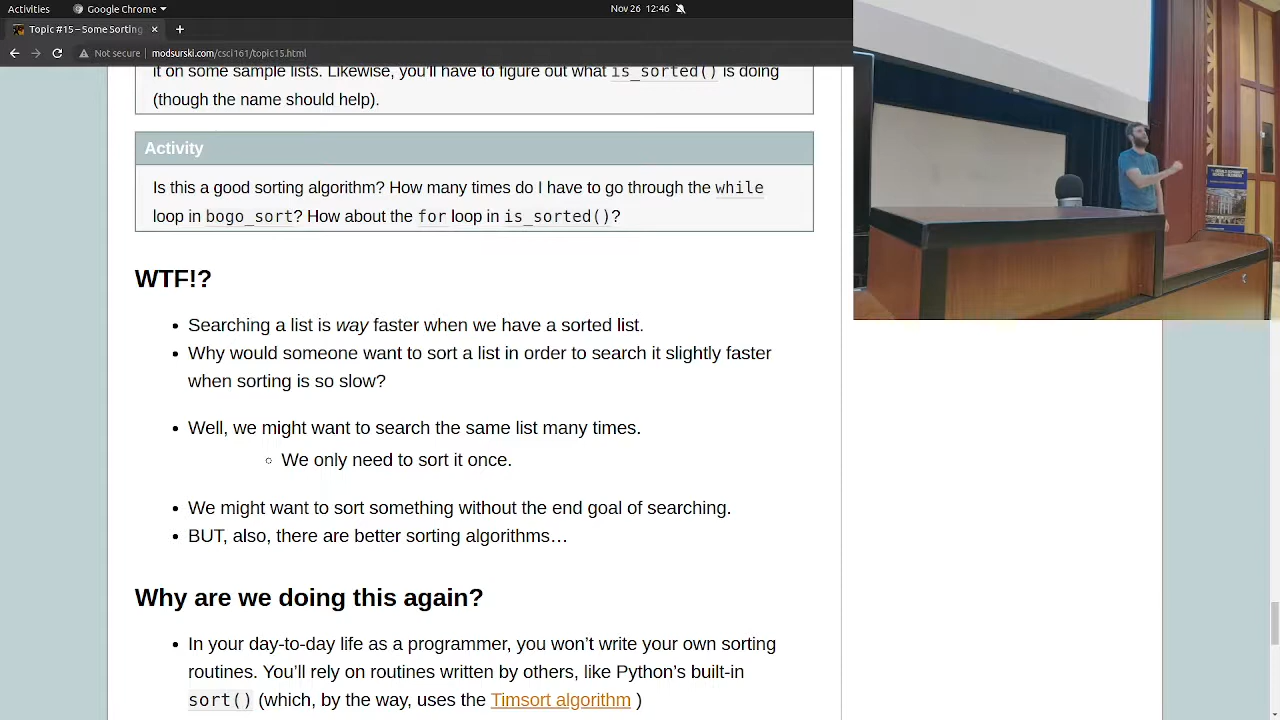 Activities
Google Chrome
Nov 26 12:46
Topic #15 – Some Sorting
Not secure
modsurski.com/csci161/topic15.html
it on some sample lists. Likewise, you'll have to figure out what is_sorted() is doing
(though the name should help).
Activity
Is this a good sorting algorithm? How many times do I have to go through the while
loop in bogo_sort? How about the for loop in is_sorted()?
WTF!?
• Searching a list is way faster when we have a sorted list.
• Why would someone want to sort a list in order to search it slightly faster
when sorting is so slow?
• Well, we might want to search the same list many times.
◦ We only need to sort it once.
• We might want to sort something without the end goal of searching.
• BUT, also, there are better sorting algorithms…
Why are we doing this again?
• In your day-to-day life as a programmer, you won't write your own sorting
routines. You'll rely on routines written by others, like Python's built-in
sort() (which, by the way, uses the Timsort algorithm )